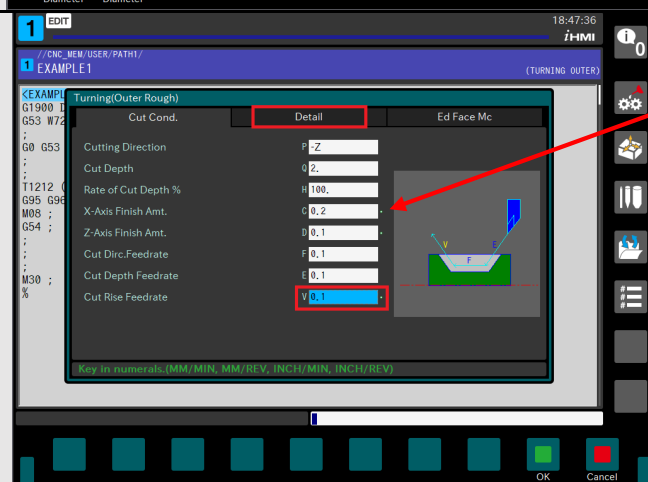 Diameter Diameter
1 EDIT 18:47:36
iHMI
0
//CNC_MEM/USER/PATH1/
1 EXAMPLE1 (TURNING OUTER)
<EXAMPL
G1900 D
G53 W72
;
G0 G53
;
;
T1212 (
G95 G96
M08 ;
G54 ;
;
;
;
M30 ;
%
Turning(Outer Rough)
Cut Cond. Detail Ed Face Mc
Cutting Direction P -Z
Cut Depth Q 2.
Rate of Cut Depth % H 100.
X-Axis Finish Amt. C 0.2 *
Z-Axis Finish Amt. D 0.1 *
Cut Dirc.Feedrate F 0.1
Cut Depth Feedrate E 0.1
Cut Rise Feedrate V 0.1 *
V E
F
Key in numerals.(MM/MIN, MM/REV, INCH/MIN, INCH/REV)
OK Cancel